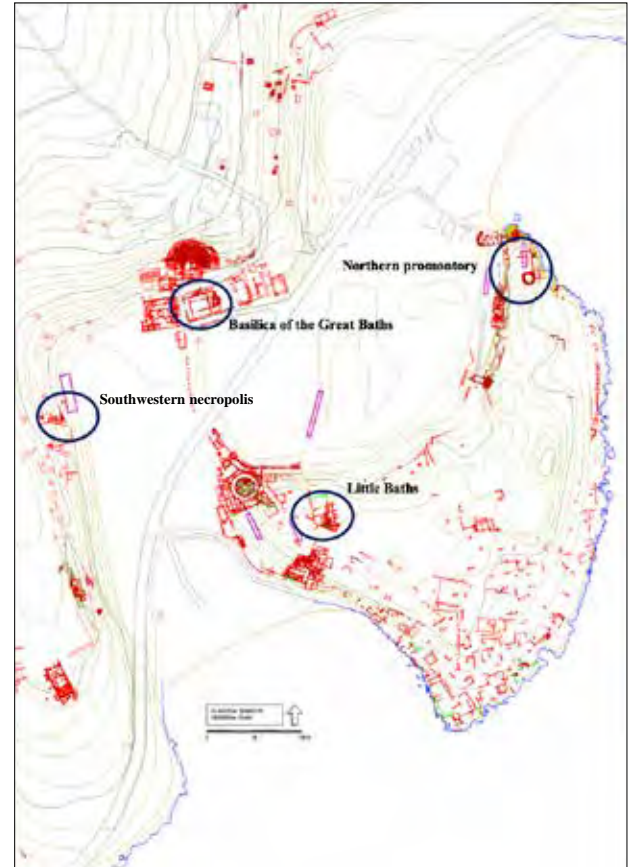 Northern promontory
Basilica of the Great Baths
Southwestern necropolis
Little Baths